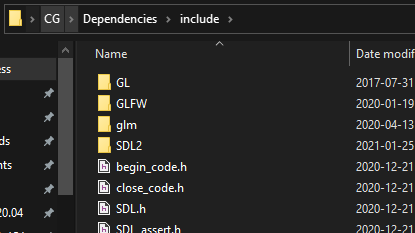 CG > Dependencies > include >
Name Date modif
ess
GL 2017-07-31
GLFW 2020-01-19
glm 2020-04-13
ds SDL2 2021-01-25
nts begin_code.h 2020-12-21
close_code.h 2020-12-21
20.04 SDL.h 2020-12-21
SDL_assert.h 2020-12-21